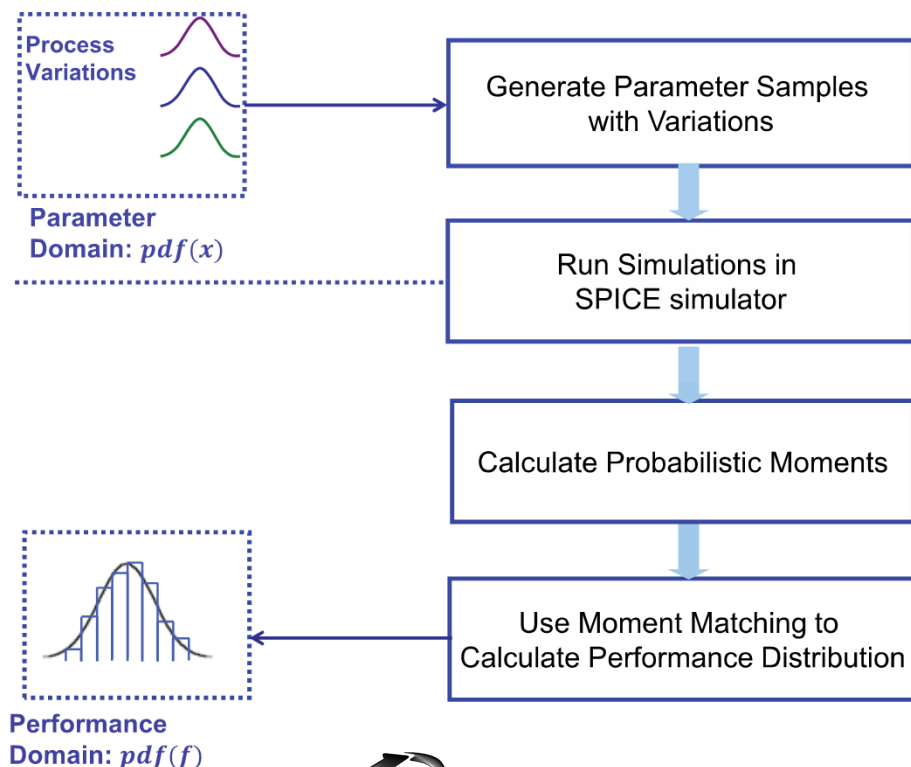 Process
Variations
Generate Parameter Samples
with Variations
Parameter
Domain: pdf(x)
Run Simulations in
SPICE simulator
Calculate Probabilistic Moments
Use Moment Matching to
Calculate Performance Distribution
Performance
Domain: pdf(f)